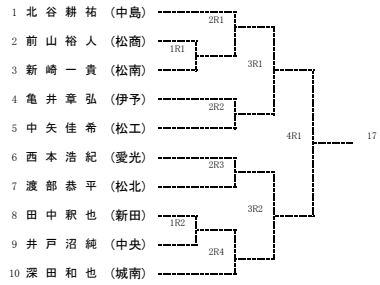 1 北谷耕祐 (中島)
2R1
2 前山裕人 (松商)
1R1
3 新崎一貴 (松南)
3R1
4 亀井章弘 (伊予)
2R2
5 中矢佳希 (松工)
4R1
17
6 西本浩紀 (愛光)
2R3
7 渡部恭平 (松北)
8 田中釈也 (新田)
3R2
1R2
9 井戸沼純 (中央)
2R4
10 深田和也 (城南)